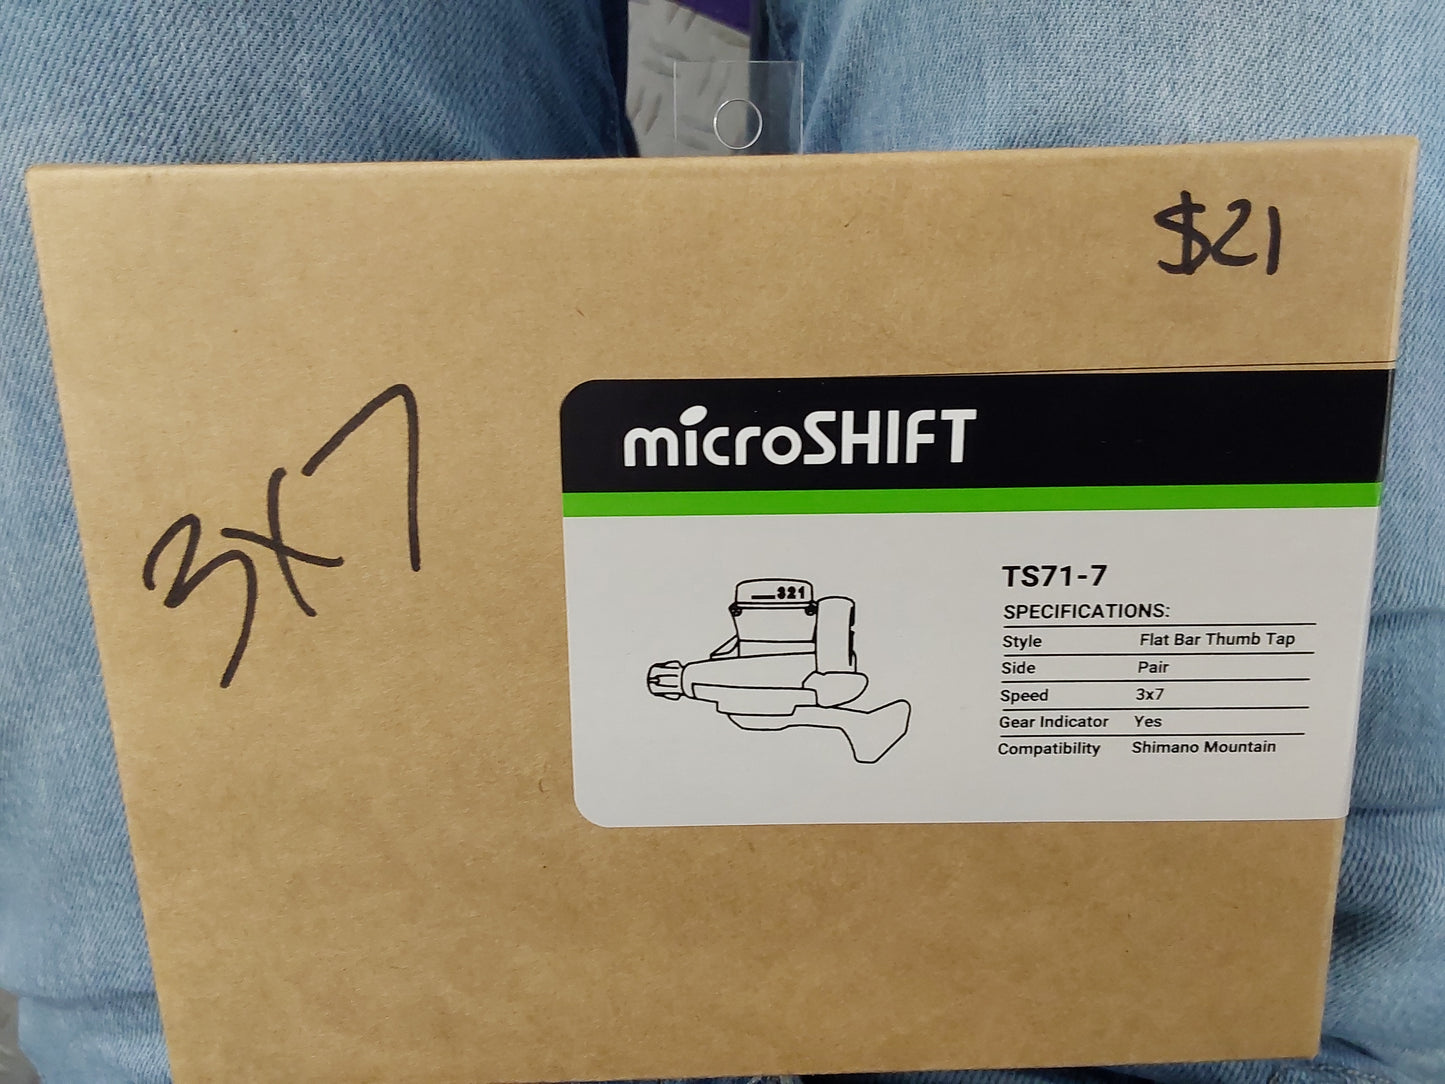 $21
3x7
microSHIFT
321
TS71-7
SPECIFICATIONS:
Style Flat Bar Thumb Tap
Side Pair
Speed 3x7
Gear Indicator Yes
Compatibility Shimano Mountain